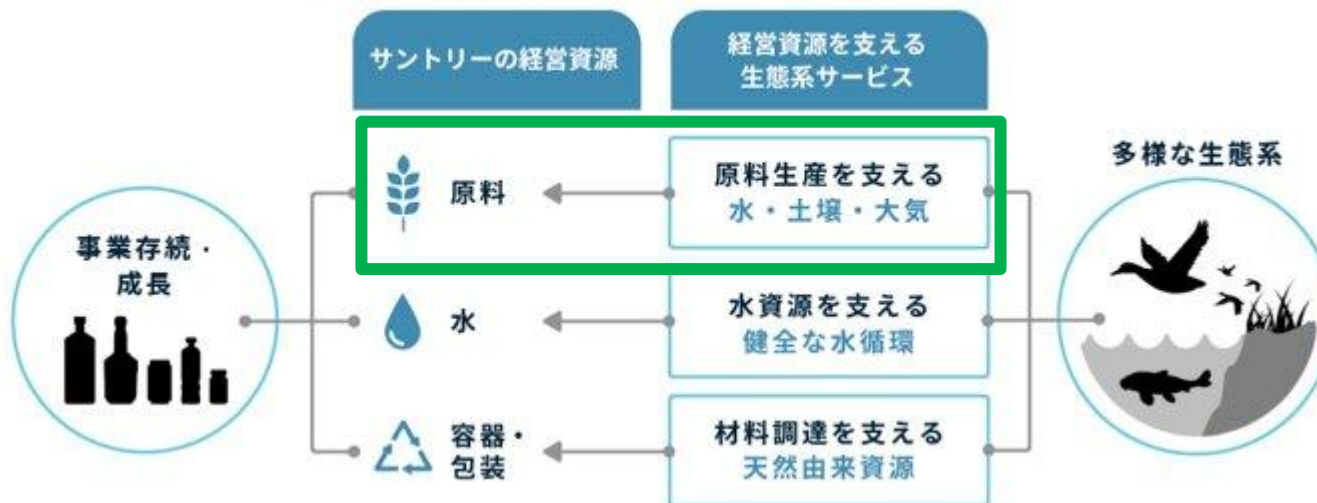 サントリーの経営資源
経営資源を支える
生態系サービス
事業存続・
成長
原料
原料生産を支える
水・土壌・大気
水
水資源を支える
健全な水循環
容器・
包装
材料調達を支える
天然由来資源
多様な生態系